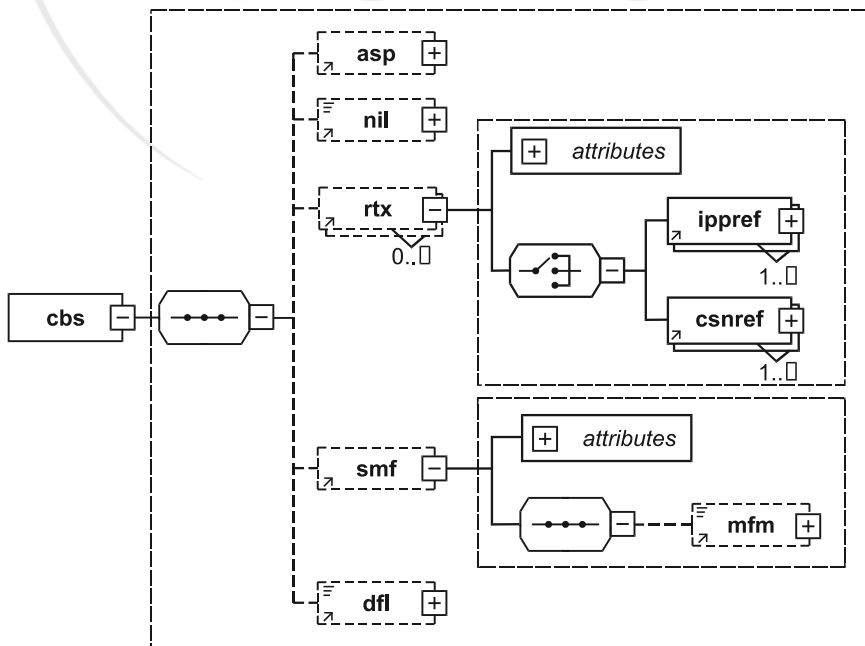 asp
nil
attributes
rtx
0..▯
ippref
1..▯
cbs
csnref
1..▯
attributes
smf
mfm
dfl